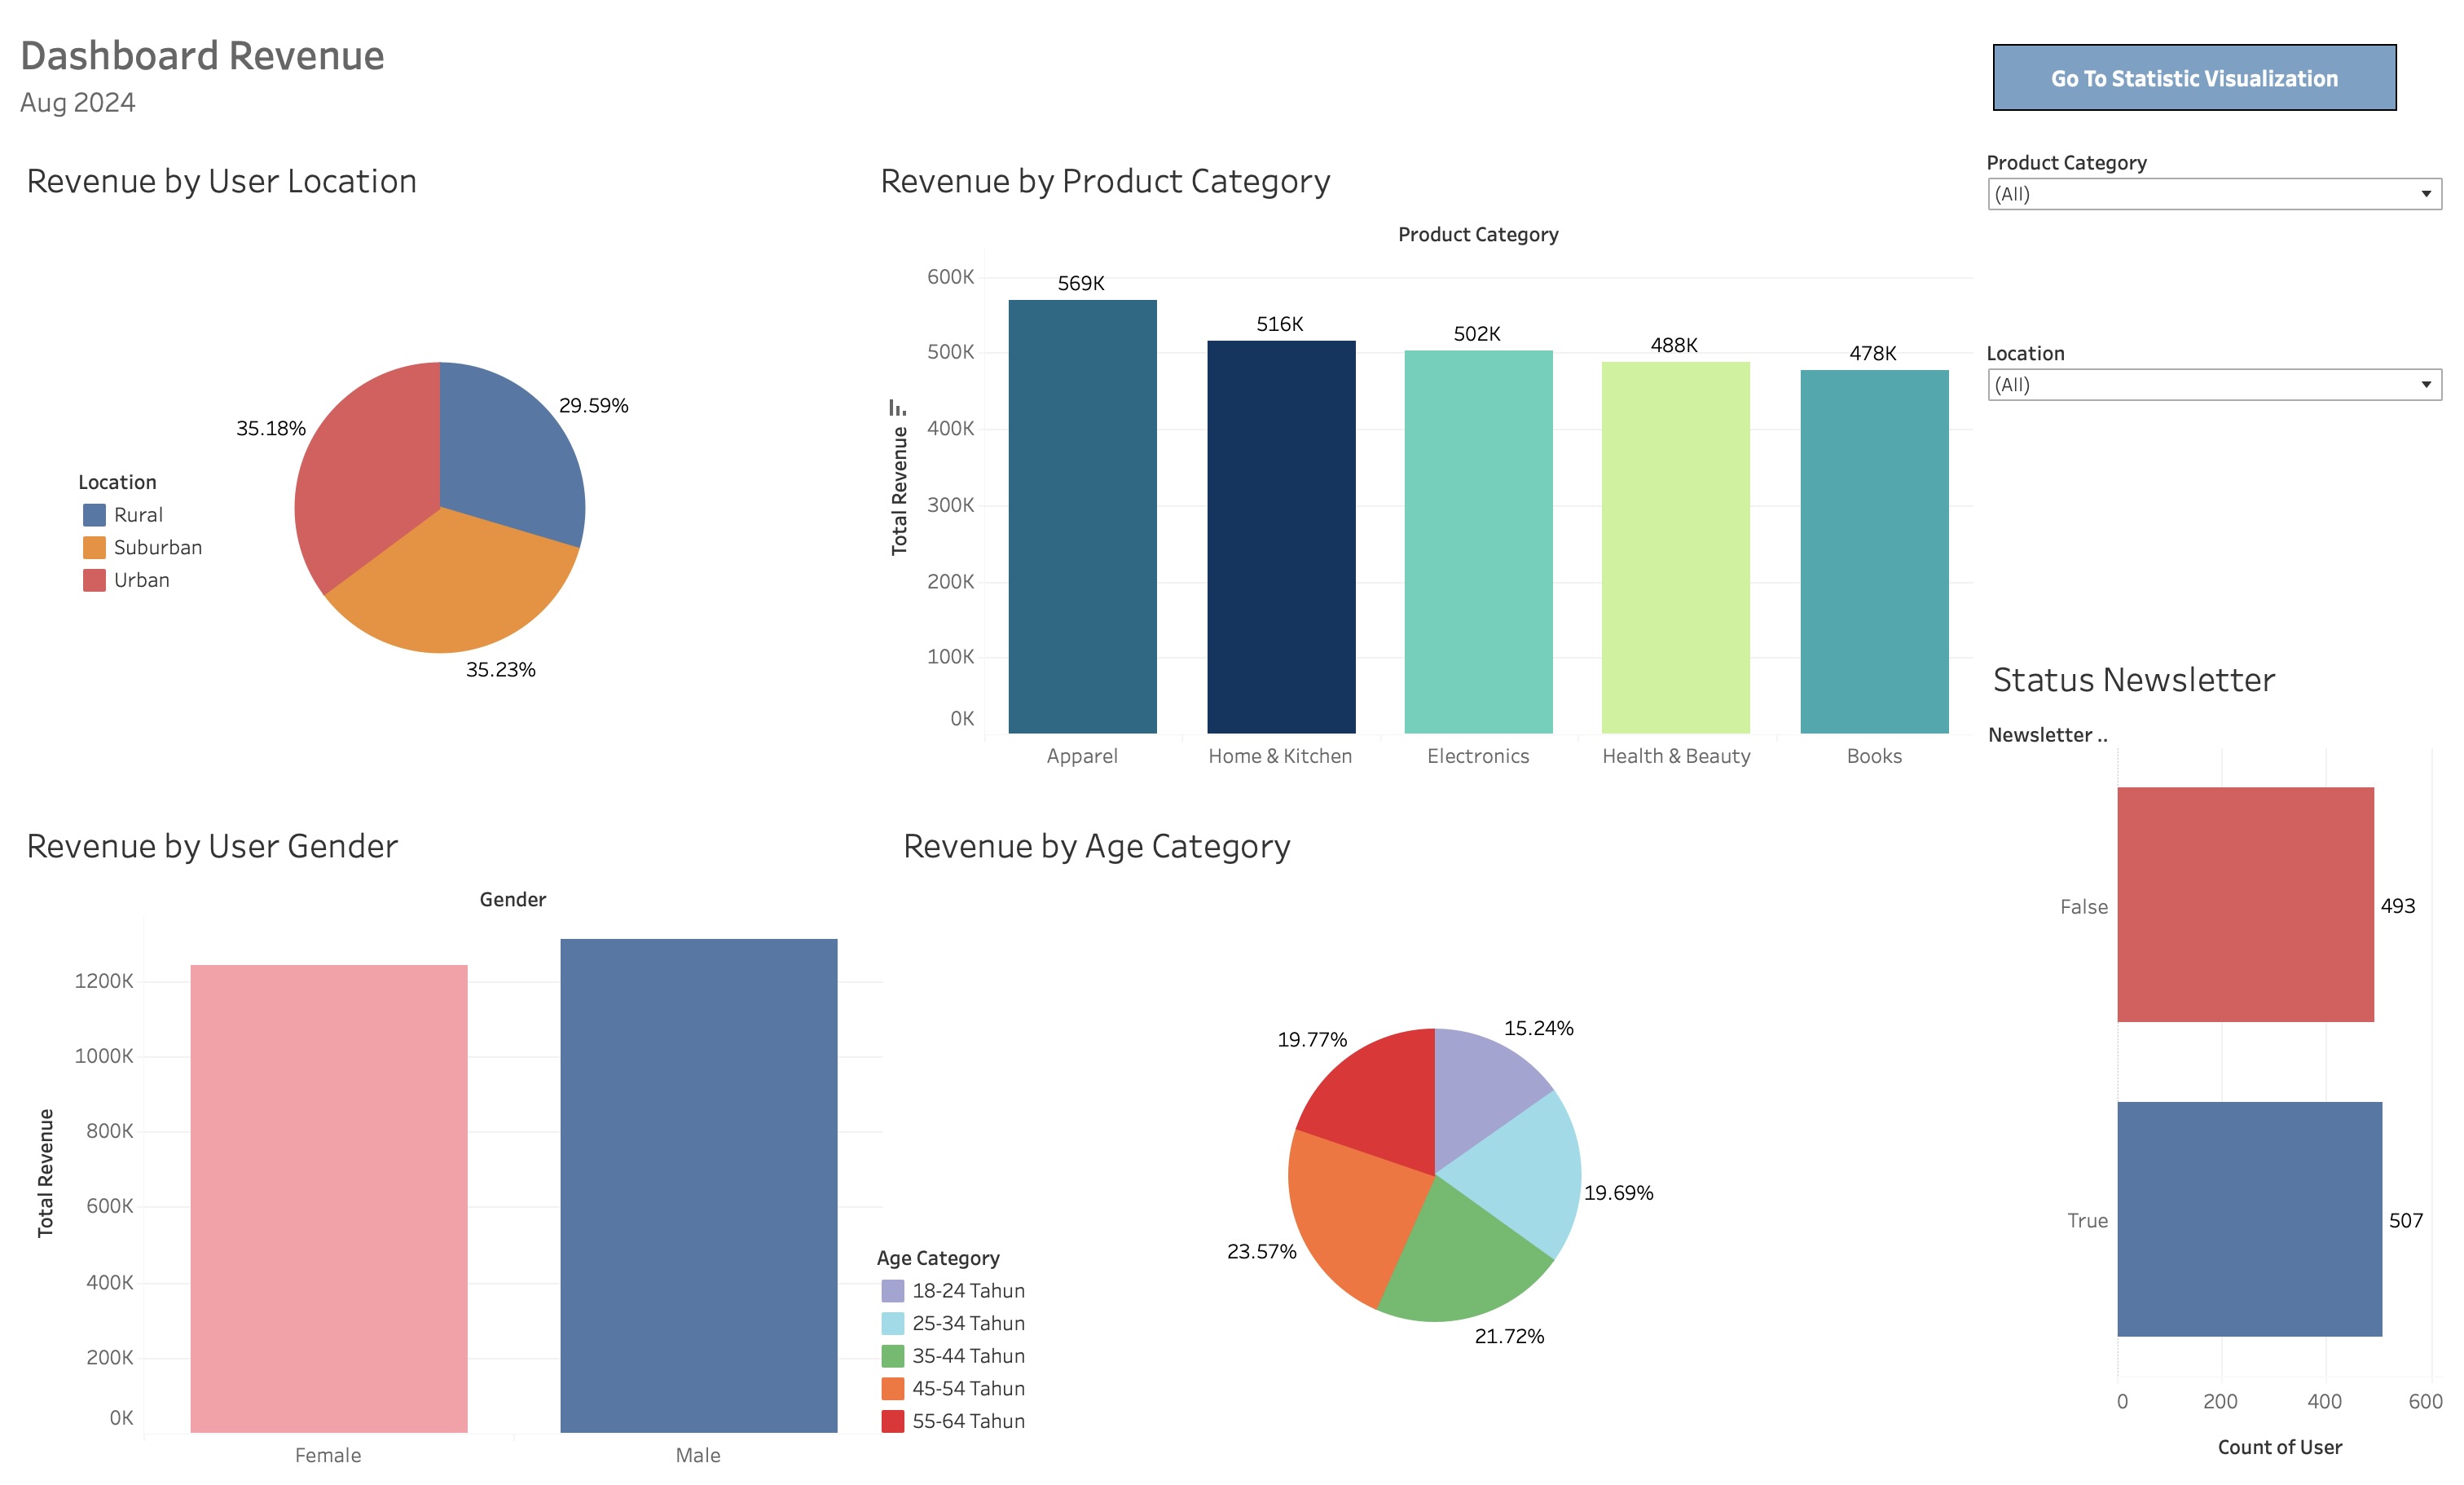 Dashboard Revenue
Aug 2024
Go To Statistic Visualization
Revenue by User Location
29.59%
35.18%
35.23%
Location
Rural
Suburban
Urban
Revenue by Product Category
Product Category
Total Revenue
600K
500K
400K
300K
200K
100K
0K
569K
516K
502K
488K
478K
Apparel
Home & Kitchen
Electronics
Health & Beauty
Books
Product Category
(All)
Location
(All)
Revenue by User Gender
Gender
Total Revenue
1200K
1000K
800K
600K
400K
200K
0K
Female
Male
Revenue by Age Category
15.24%
19.77%
19.69%
23.57%
21.72%
Age Category
18-24 Tahun
25-34 Tahun
35-44 Tahun
45-54 Tahun
55-64 Tahun
Status Newsletter
Newsletter ..
False
493
True
507
0
200
400
600
Count of User